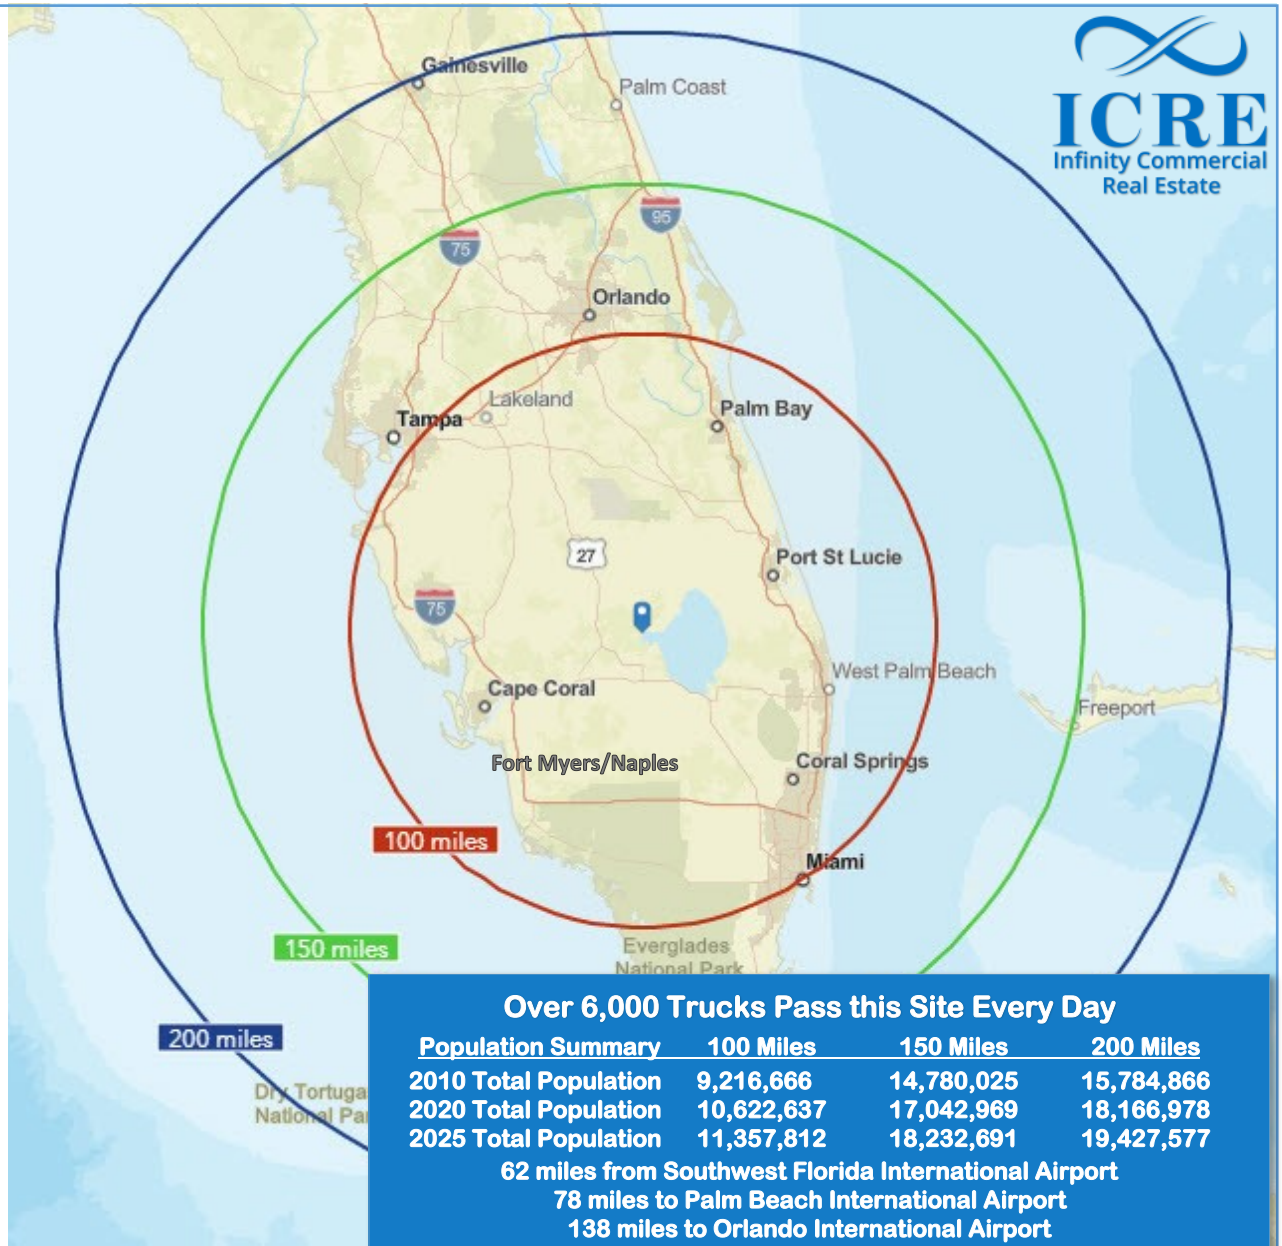 ICRE
Infinity Commercial
Real Estate
Gainesville
Palm Coast
95
75
Orlando
Lakeland
Tampa
Palm Bay
27
Port St Lucie
75
West Palm Beach
Cape Coral
Freeport
Fort Myers/Naples
Coral Springs
100 miles
Miami
150 miles
Everglades
National Park
200 miles
Dry Tortuga
National Pa
Over 6,000 Trucks Pass this Site Every Day
Population Summary 100 Miles 150 Miles 200 Miles
2010 Total Population 9,216,666 14,780,025 15,784,866
2020 Total Population 10,622,637 17,042,969 18,166,978
2025 Total Population 11,357,812 18,232,691 19,427,577
62 miles from Southwest Florida International Airport
78 miles to Palm Beach International Airport
138 miles to Orlando International Airport